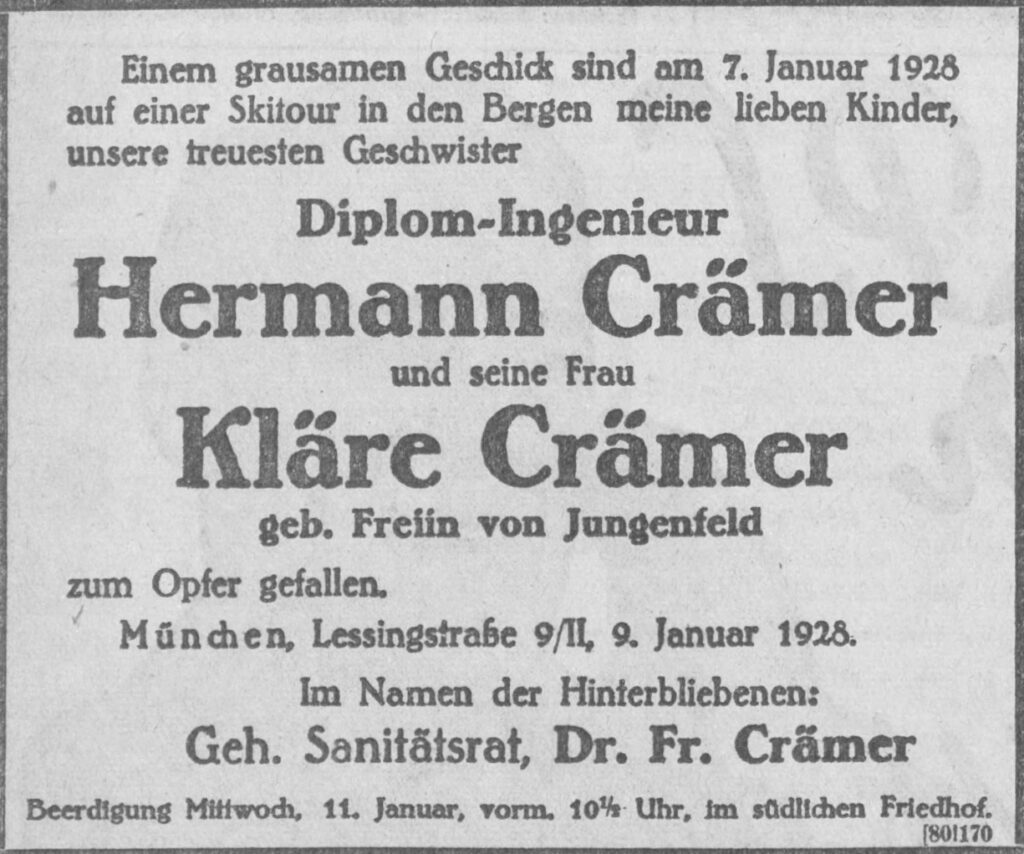 Einem grausamen Geschick sind am 7. Januar 1928
auf einer Skitour in den Bergen meine lieben Kinder,
unsere treuesten Geschwister
Diplom-Ingenieur
Hermann Crämer
und seine Frau
Kläre Crämer
geb. Freiin von Jungenfeld
zum Opfer gefallen.
München, Lessingstraße 9/II, 9. Januar 1928.
Im Namen der Hinterbliebenen:
Geh. Sanitätsrat, Dr. Fr. Crämer
Beerdigung Mittwoch, 11. Januar, vorm. 10½ Uhr, im südlichen Friedhof.
[80!170